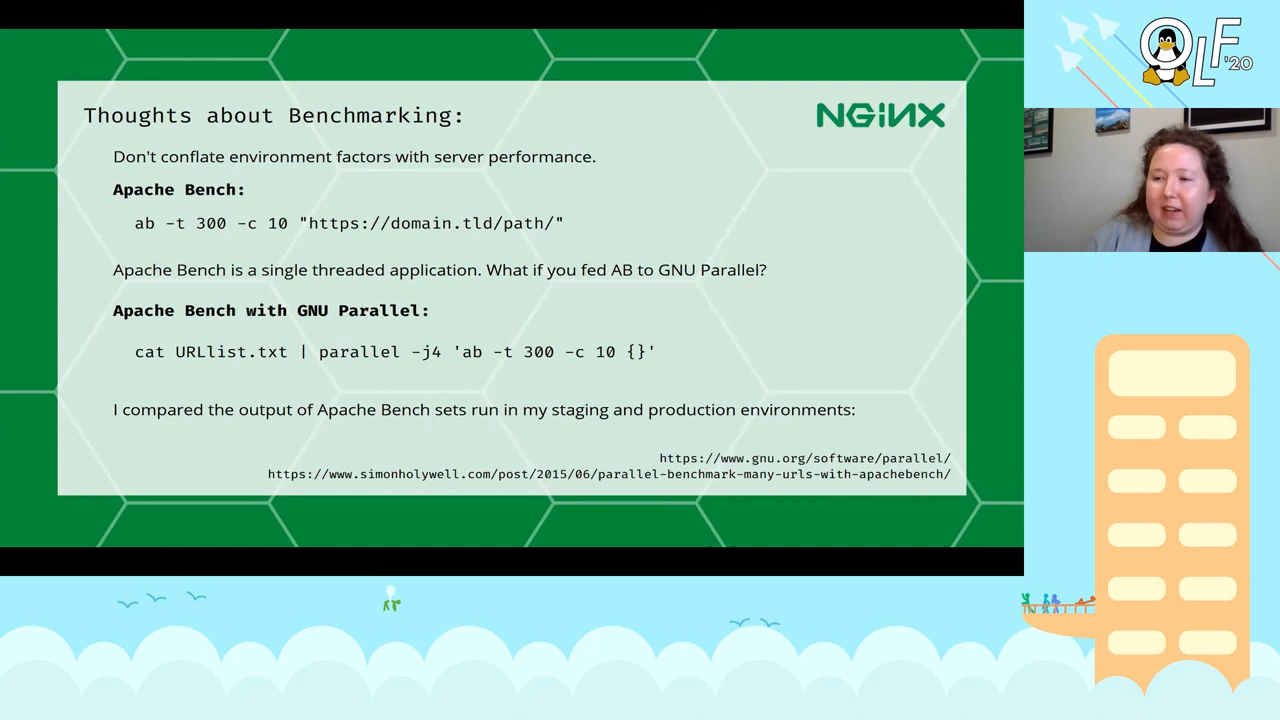 Thoughts about Benchmarking:
NGINX
Don't conflate environment factors with server performance.
Apache Bench:
ab -t 300 -c 10 "https://domain.tld/path/"
Apache Bench is a single threaded application. What if you fed AB to GNU Parallel?
Apache Bench with GNU Parallel:
cat URLlist.txt | parallel -j4 'ab -t 300 -c 10 {}'
I compared the output of Apache Bench sets run in my staging and production environments:
https://www.gnu.org/software/parallel/
https://www.simonholywell.com/post/2015/06/parallel-benchmark-many-urls-with-apachebench/
OLF '20